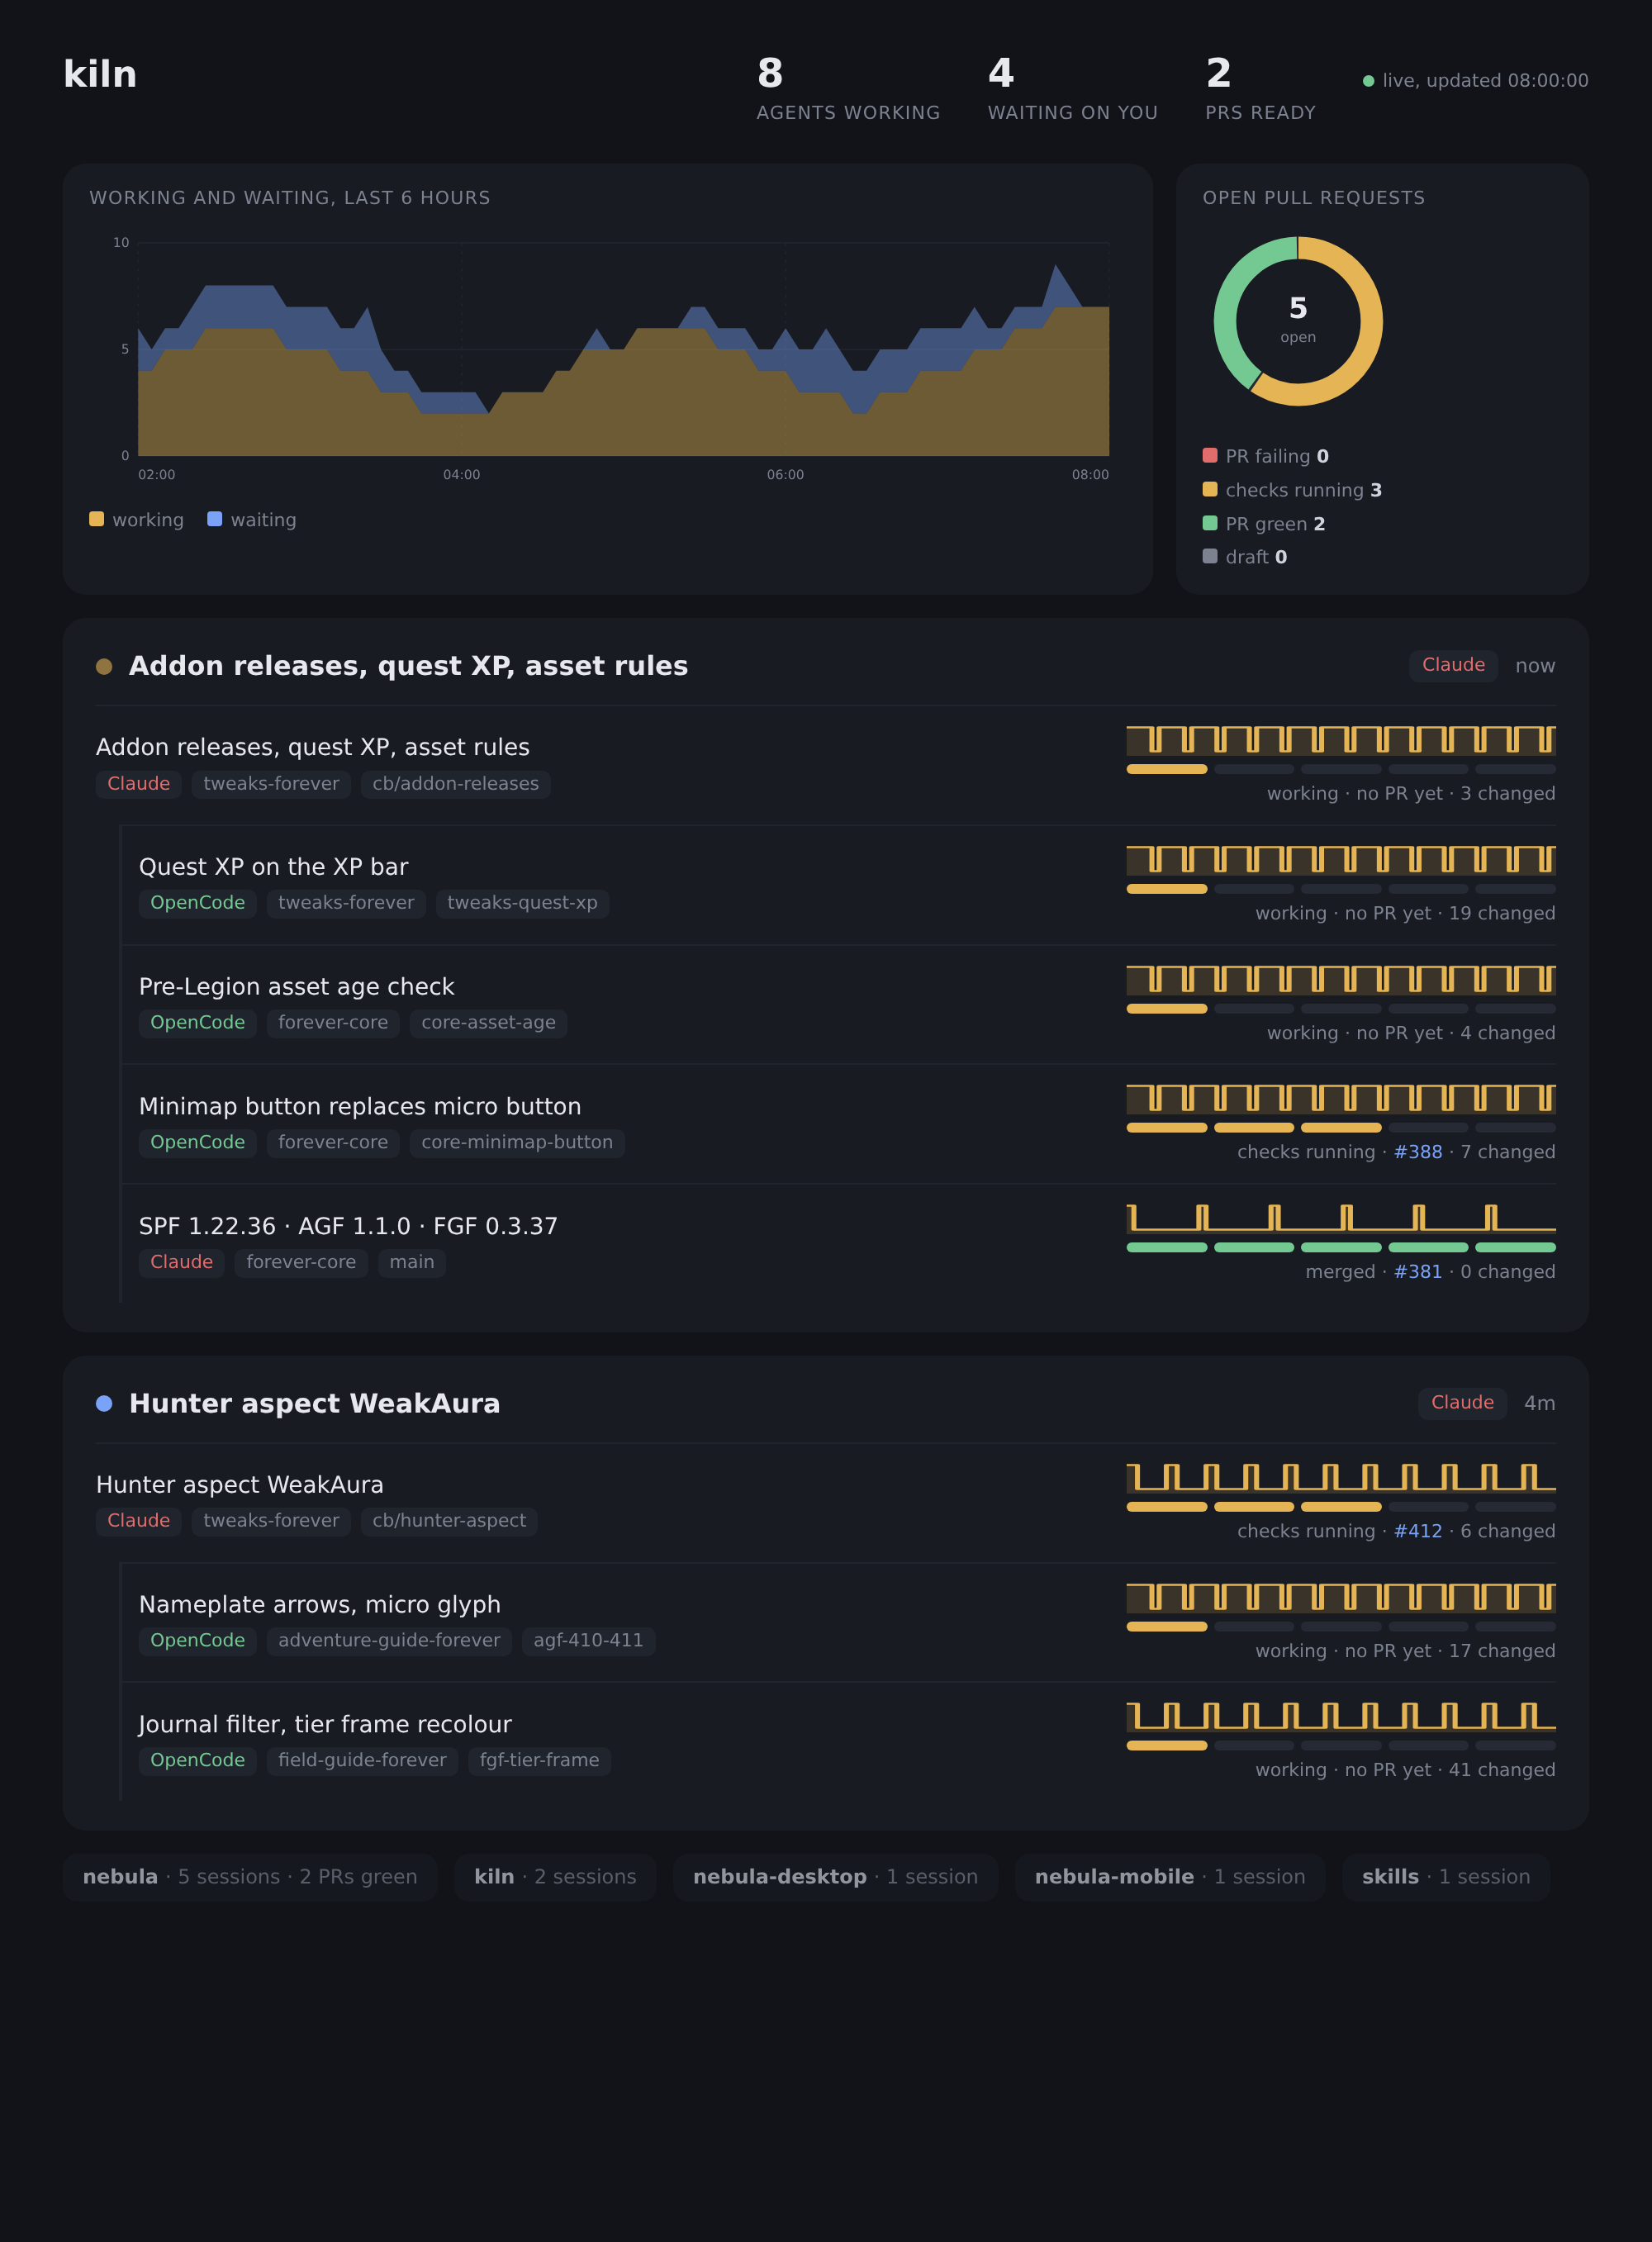 kiln
8
AGENTS WORKING
4
WAITING ON YOU
2
PRS READY
live, updated 08:00:00
WORKING AND WAITING, LAST 6 HOURS
10
5
0
02:00
04:00
06:00
08:00
working
waiting
OPEN PULL REQUESTS
5
open
PR failing 0
checks running 3
PR green 2
draft 0
Addon releases, quest XP, asset rules
Claude
now
Addon releases, quest XP, asset rules
Claude
tweaks-forever
cb/addon-releases
working · no PR yet · 3 changed
Quest XP on the XP bar
OpenCode
tweaks-forever
tweaks-quest-xp
working · no PR yet · 19 changed
Pre-Legion asset age check
OpenCode
forever-core
core-asset-age
working · no PR yet · 4 changed
Minimap button replaces micro button
OpenCode
forever-core
core-minimap-button
checks running · #388 · 7 changed
SPF 1.22.36 · AGF 1.1.0 · FGF 0.3.37
Claude
forever-core
main
merged · #381 · 0 changed
Hunter aspect WeakAura
Claude
4m
Hunter aspect WeakAura
Claude
tweaks-forever
cb/hunter-aspect
checks running · #412 · 6 changed
Nameplate arrows, micro glyph
OpenCode
adventure-guide-forever
agf-410-411
working · no PR yet · 17 changed
Journal filter, tier frame recolour
OpenCode
field-guide-forever
fgf-tier-frame
working · no PR yet · 41 changed
nebula · 5 sessions · 2 PRs green
kiln · 2 sessions
nebula-desktop · 1 session
nebula-mobile · 1 session
skills · 1 session